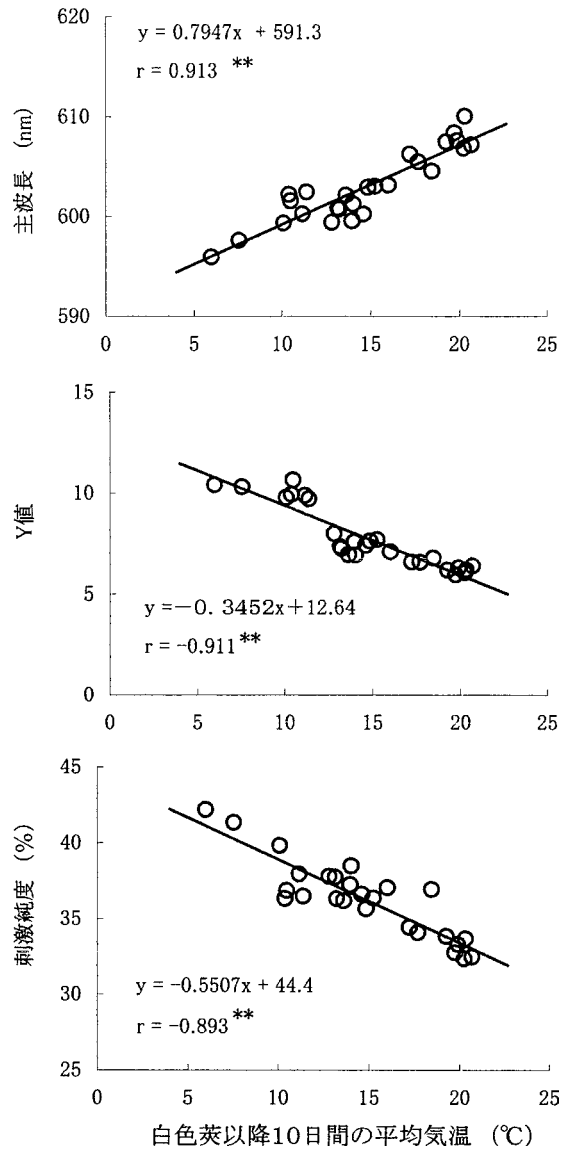 620
y = 0.7947x + 591.3
r = 0.913 **
610
主波長 (nm)
600
590
0 5 10 15 20 25
15
10
Y値
5
y =-0. 3452x+12.64
r = -0.911**
0
0 5 10 15 20 25
45
40
刺激純度 (%)
35
30
y = -0.5507x + 44.4
r = -0.893 **
25
0 5 10 15 20 25
白色莢以降10日間の平均気温 (℃)